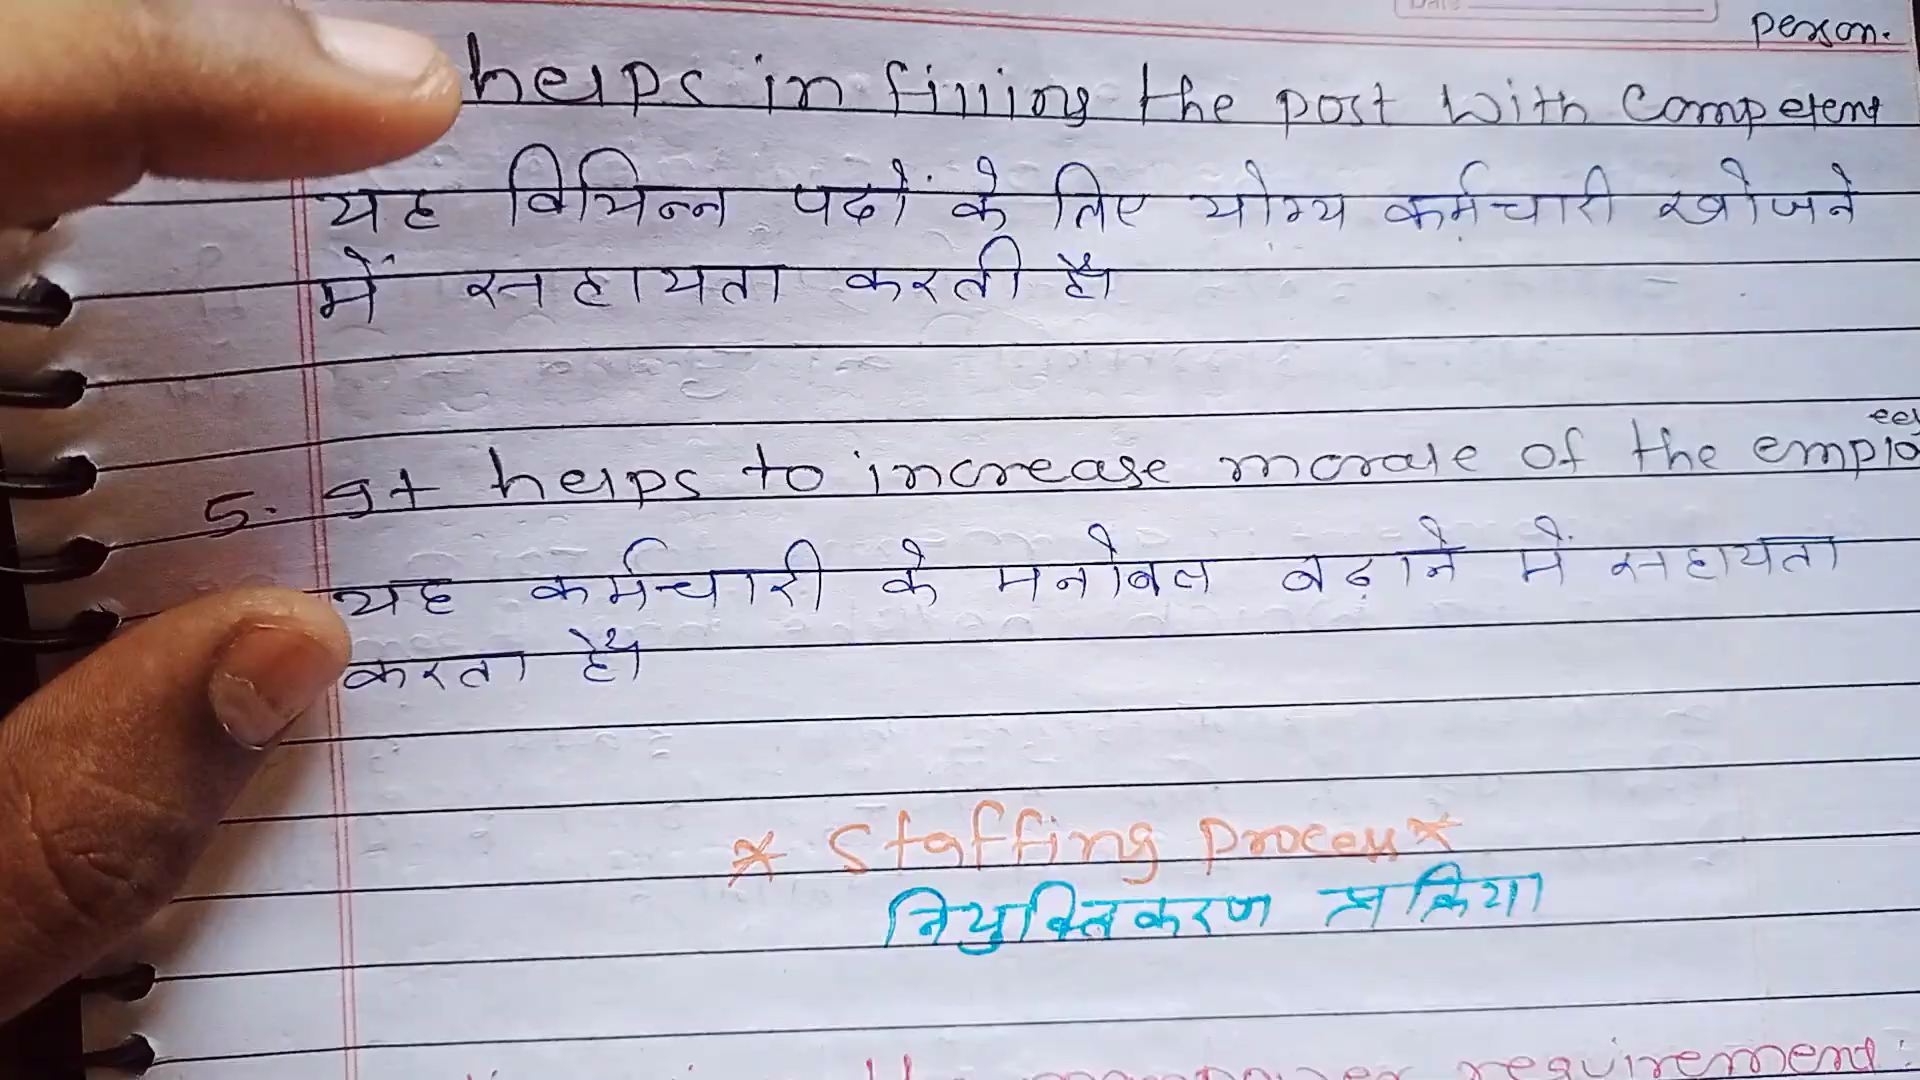 person.
helps in filling the post with competent
यह विभिन्न पदों के लिए योग्य कर्मचारी खोजने
में सहायता करती है।
5. It helps to increase morale of the employees
यह कर्मचारी के मनोबल बढ़ाने में सहायता
करता है।
* Staffing process *
नियुक्तिकरण प्रक्रिया
manpower requirement: